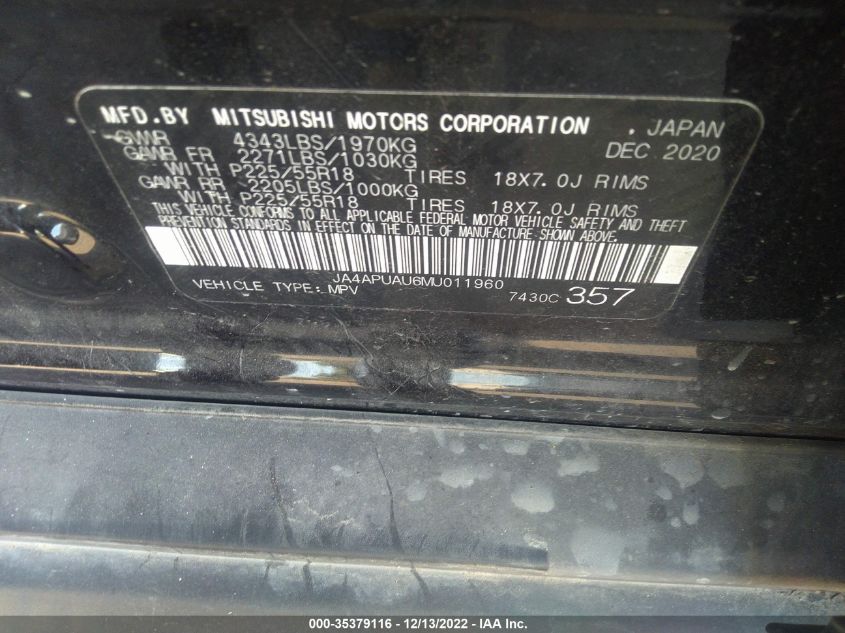 MFD.BY MITSUBISHI MOTORS CORPORATION . JAPAN
GVWR 4343LBS/1970KG DEC 2020
GAWR FR 2271LBS/1030KG
WITH P225/55R18 TIRES 18X7.0J RIMS
GAWR RR 2205LBS/1000KG
WITH P225/55R18 TIRES 18X7.0J RIMS
THIS VEHICLE CONFORMS TO ALL APPLICABLE FEDERAL MOTOR VEHICLE SAFETY AND THEFT
PREVENTION STANDARDS IN EFFECT ON THE DATE OF MANUFACTURE SHOWN ABOVE.
JA4APUAU6MU011960
VEHICLE TYPE: MPV 7430C 357
000-35379116 - 12/13/2022 - IAA Inc.